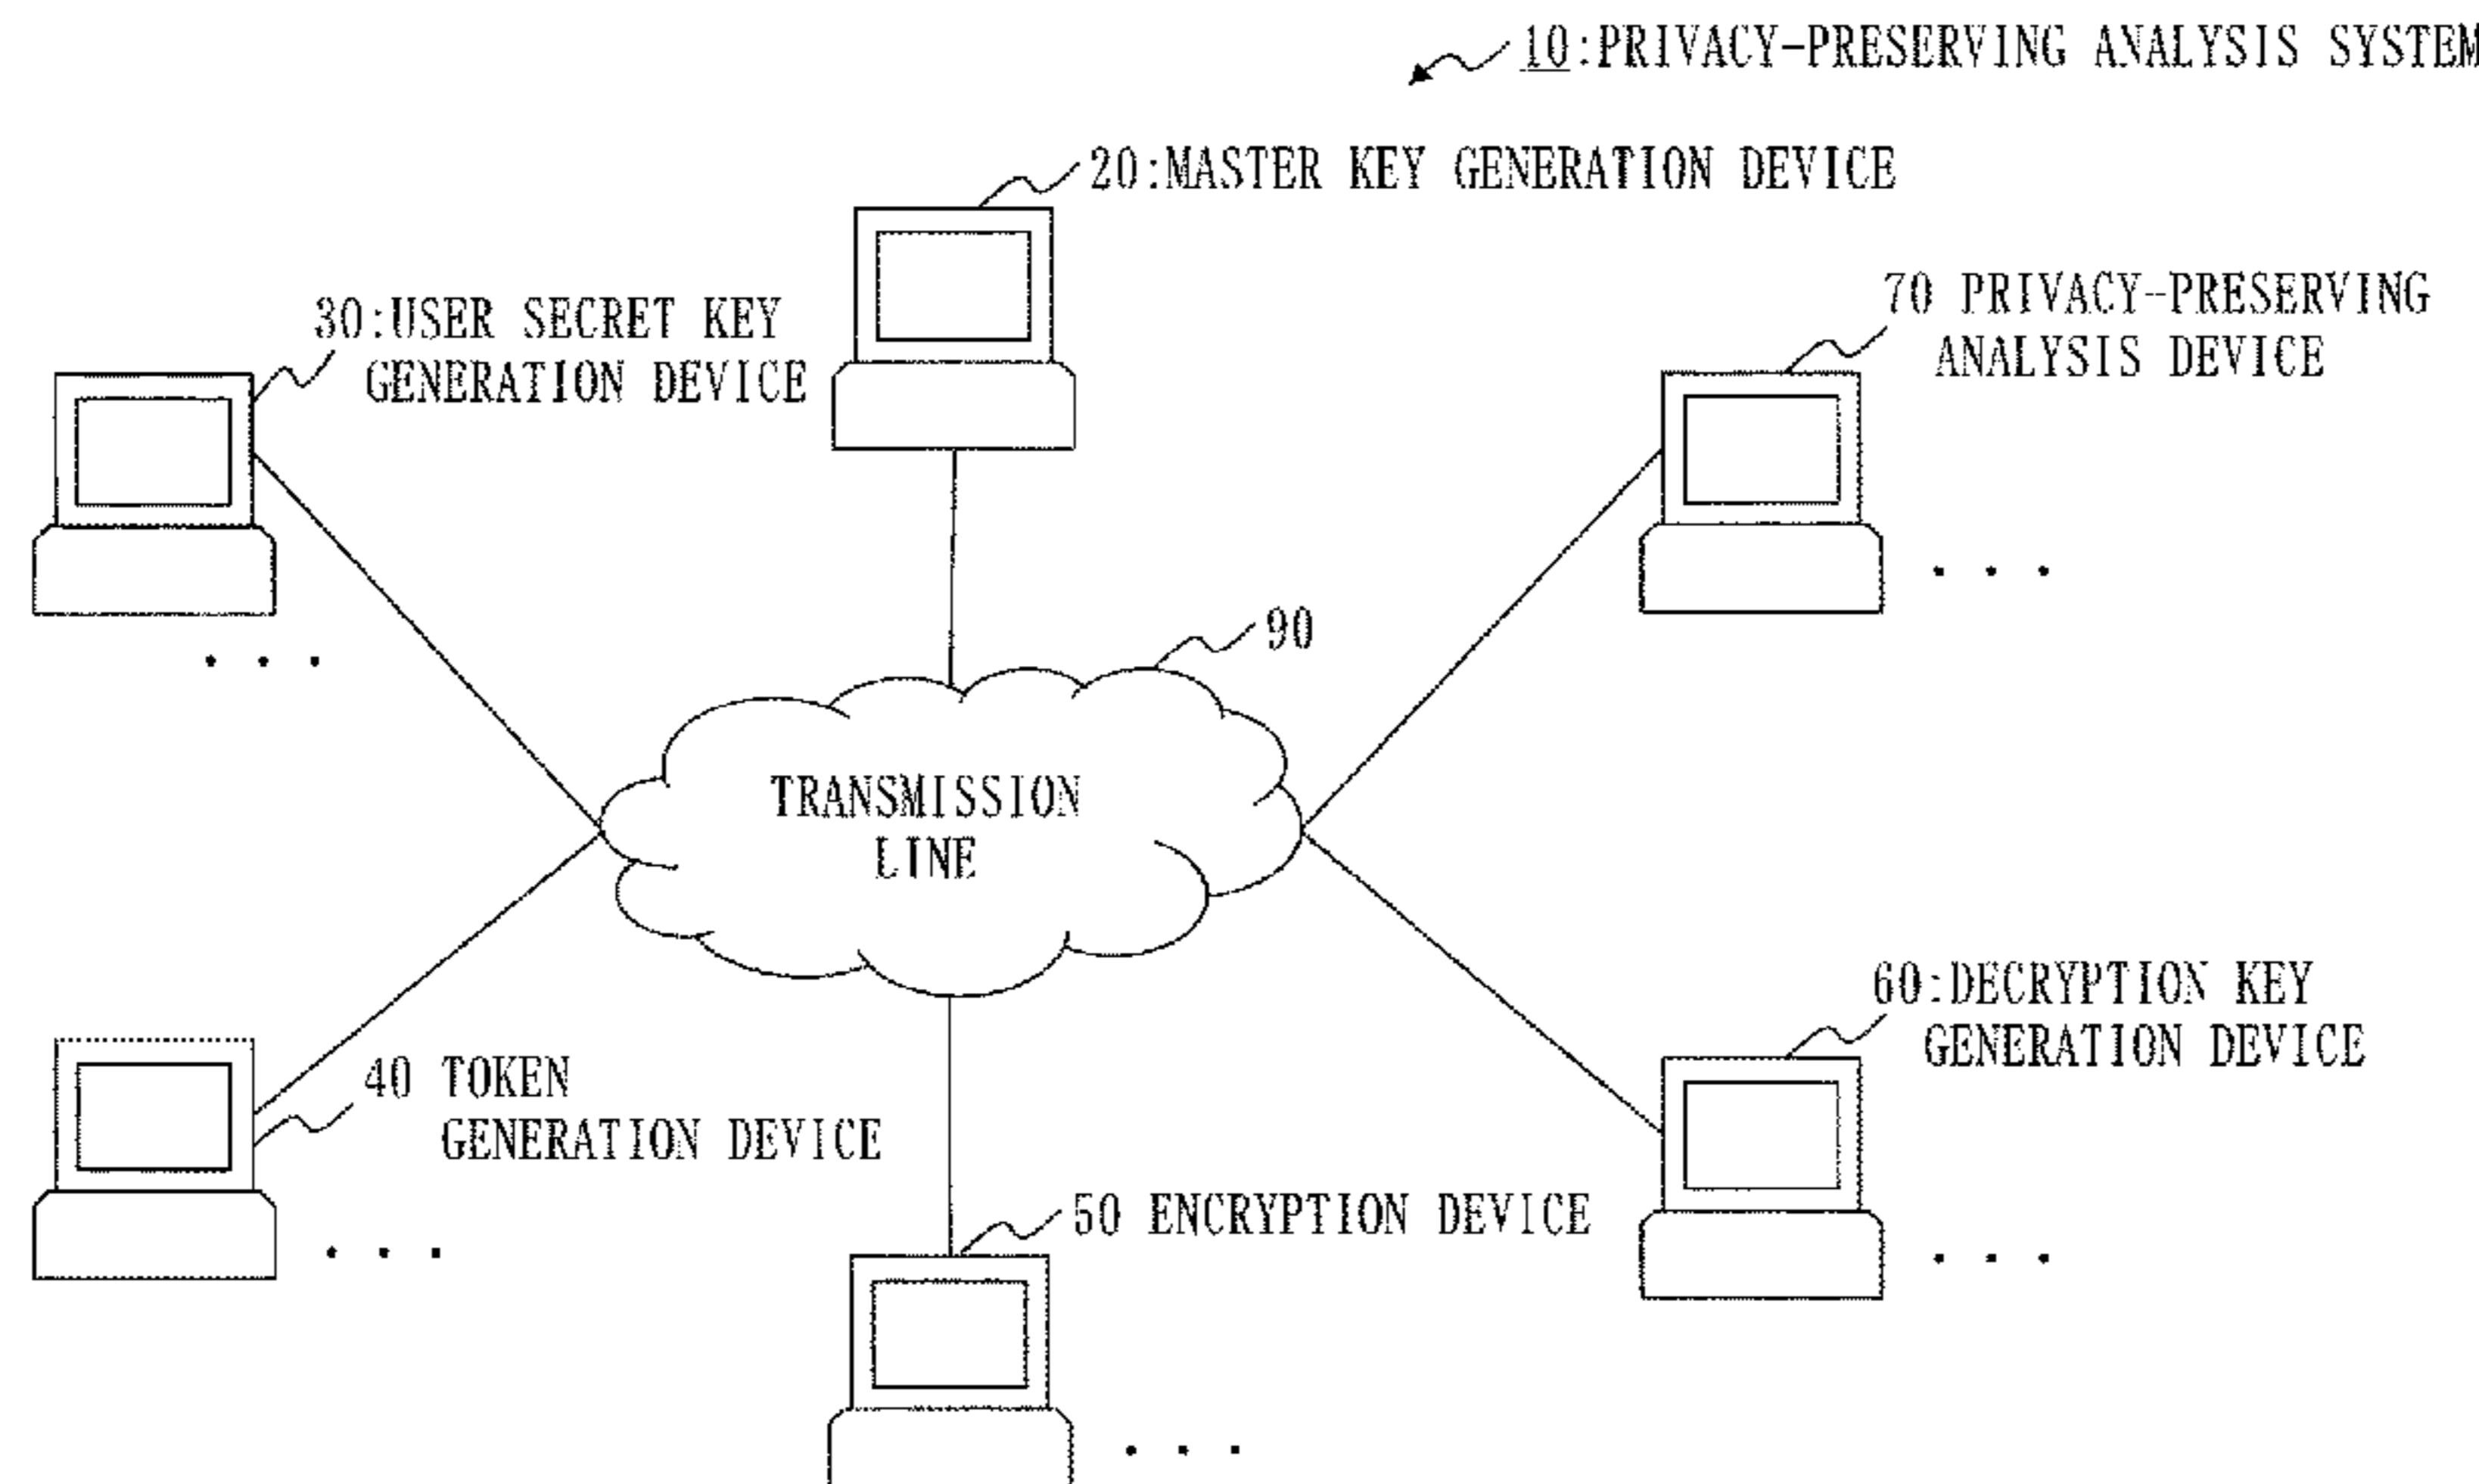 10:PRIVACY-PRESERVING ANALYSIS SYSTEM
20:MASTER KEY GENERATION DEVICE
30:USER SECRET KEY
GENERATION DEVICE
70 PRIVACY-PRESERVING
ANALYSIS DEVICE
90
TRANSMISSION
LINE
40 TOKEN
GENERATION DEVICE
60:DECRYPTION KEY
GENERATION DEVICE
50 ENCRYPTION DEVICE